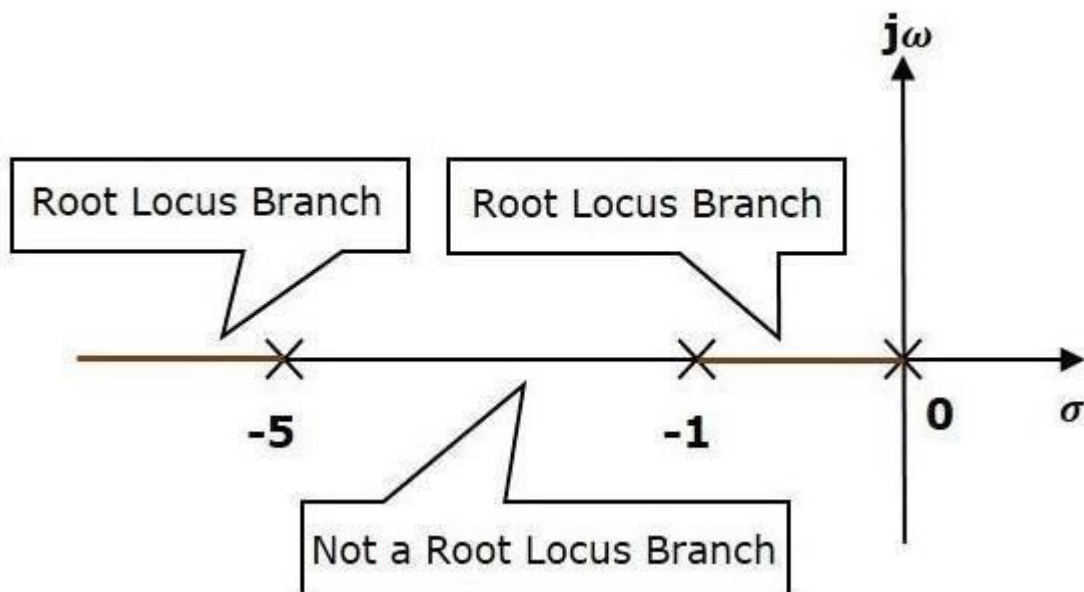 jω
Root Locus Branch
Root Locus Branch
-5
-1
0
σ
Not a Root Locus Branch